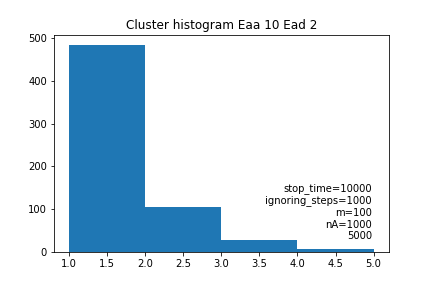 Cluster histogram Eaa 10 Ead 2
500
400
300
200
100
0
stop_time=10000
ignoring_steps=1000
m=100
nA=1000
5000
1.0 1.5 2.0 2.5 3.0 3.5 4.0 4.5 5.0